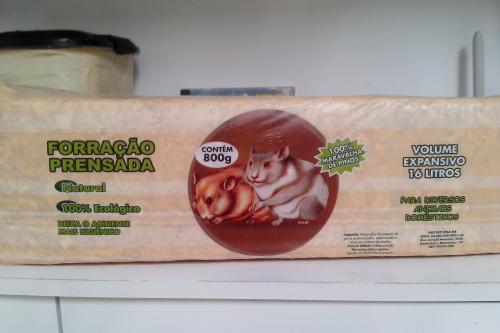 FORRAÇÃO
PRENSADA
Natural
100% Ecológico
DEIXA O AMBIENTE
MAIS HIGIÊNICO
CONTÉM
800g
100%
MARAVALHA
DE PINOS
VOLUME
EXPANSIVO
16 LITROS
PARA DIVERSOS
ANIMAIS
DOMÉSTICOS